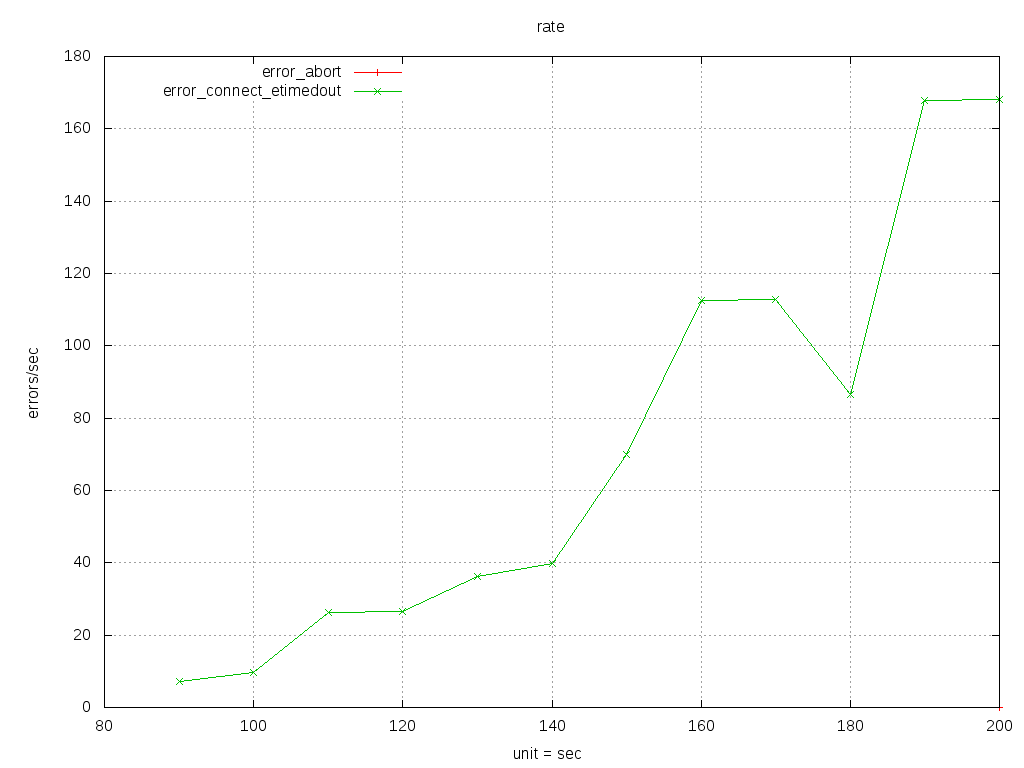 rate
180
160
140
120
100
80
60
40
20
0
error_abort
error_connect_etimedout
errors/sec
80 100 120 140 160 180 200
unit = sec